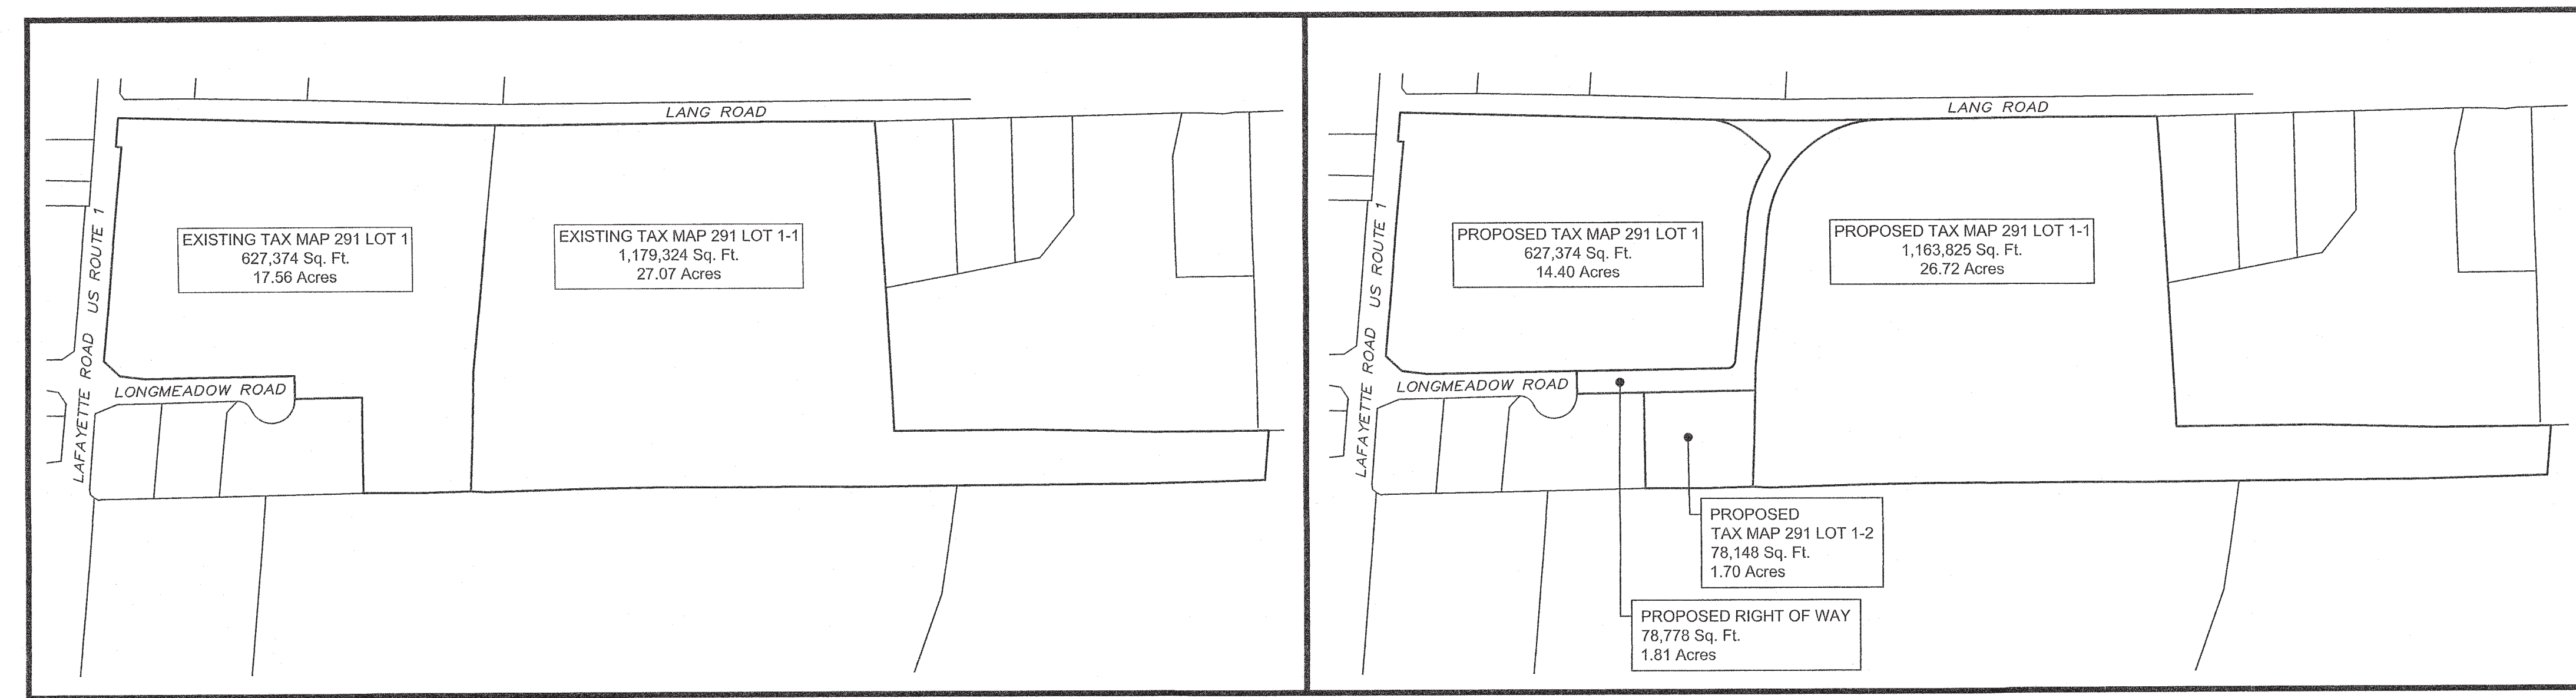 LANG ROAD
EXISTING TAX MAP 291 LOT 1
627,374 Sq. Ft.
17.56 Acres
EXISTING TAX MAP 291 LOT 1-1
1,179,324 Sq. Ft.
27.07 Acres
LAFAYETTE ROAD US ROUTE 1
LONGMEADOW ROAD
LANG ROAD
PROPOSED TAX MAP 291 LOT 1
627,374 Sq. Ft.
14.40 Acres
PROPOSED TAX MAP 291 LOT 1-1
1,163,825 Sq. Ft.
26.72 Acres
LAFAYETTE ROAD US ROUTE 1
LONGMEADOW ROAD
PROPOSED
TAX MAP 291 LOT 1-2
78,148 Sq. Ft.
1.70 Acres
PROPOSED RIGHT OF WAY
78,778 Sq. Ft.
1.81 Acres